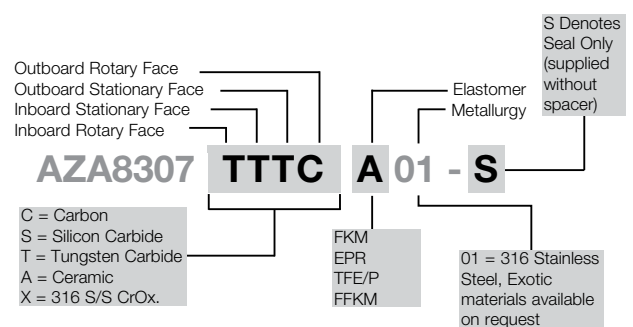 S Denotes
Seal Only
(supplied
without
spacer)
Outboard Rotary Face
Outboard Stationary Face
Inboard Stationary Face
Inboard Rotary Face
Elastomer
Metallurgy
AZA8307 TTTC A 01 - S
C = Carbon
S = Silicon Carbide
T = Tungsten Carbide
A = Ceramic
X = 316 S/S CrOx.
FKM
EPR
TFE/P
FFKM
01 = 316 Stainless
Steel, Exotic
materials available
on request